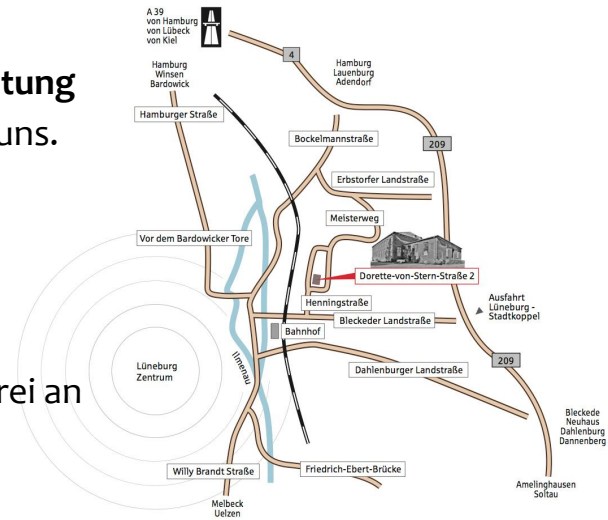 A 39
von Hamburg
von Lübeck
von Kiel
4
Hamburg
Winsen
Bardowick
Hamburg
Lauenburg
Adendorf
tung
Hamburger Straße
uns.
Bockelmannstraße
209
Erbstorfer Landstraße
Meisterweg
Vor dem Bardowicker Tore
Dorette-von-Stern-Straße 2
Henningstraße
Ausfahrt
Lüneburg -
Stadtkoppel
Bleckeder Landstraße
Bahnhof
Ilmenau
Lüneburg
Zentrum
209
Dahlenburger Landstraße
rei an
Bleckede
Neuhaus
Dahlenburg
Dannenberg
Willy Brandt Straße
Friedrich-Ebert-Brücke
Amelinghausen
Soltau
Melbeck
Uelzen